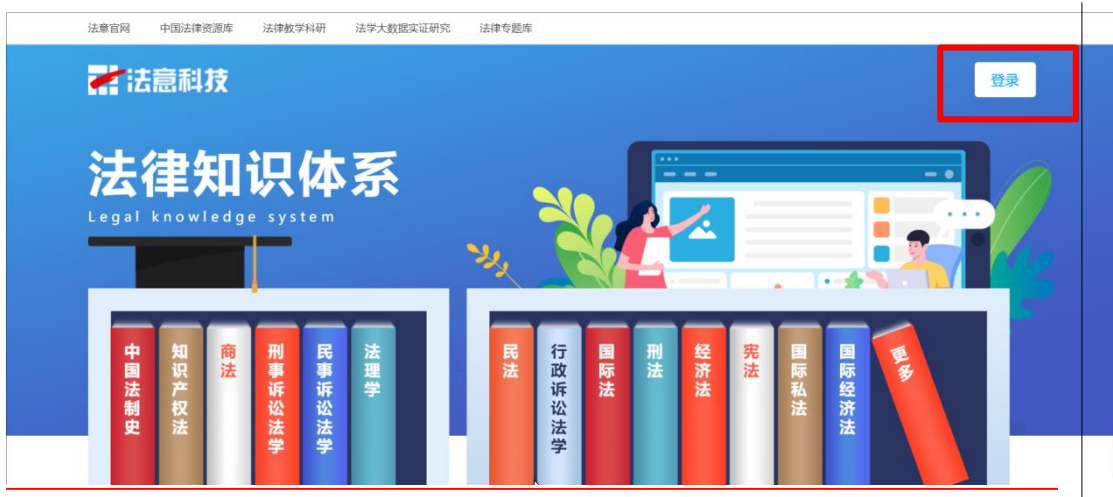 法意官网 中国法律资源库 法律教学科研 法学大数据实证研究 法律专题库
法意科技
登录
法律知识体系
Legal knowledge system
中国法制史
知识产权法
商法
刑事诉讼法学
民事诉讼法学
法理学
民法
行政诉讼法学
国际法
刑法
经济法
宪法
国际私法
国际经济法
更多